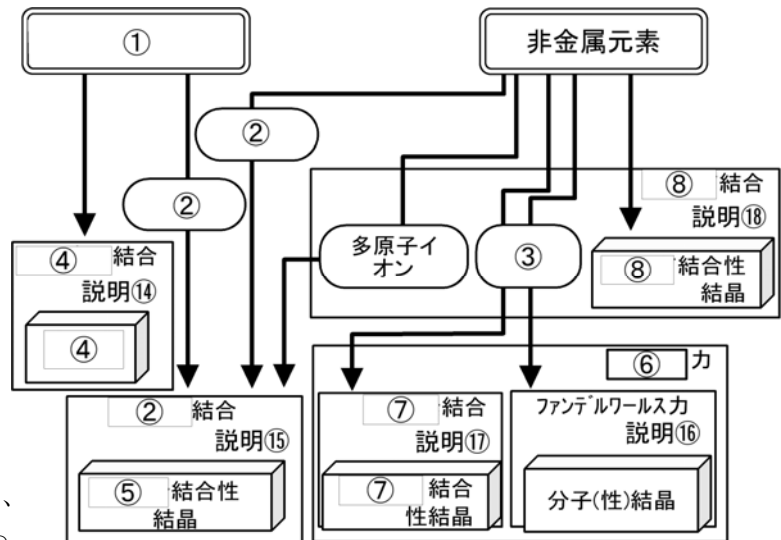 ①
非金属元素
②
②
⑧ 結合
説明⑱
多原子イ
オン
③
⑧ 結合性
結晶
④ 結合
説明⑭
④
⑥ 力
② 結合
説明⑮
⑤ 結合性
結晶
⑦ 結合
説明⑰
⑦ 結合
性結晶
ファンデルワールス力
説明⑯
分子(性)結晶
、